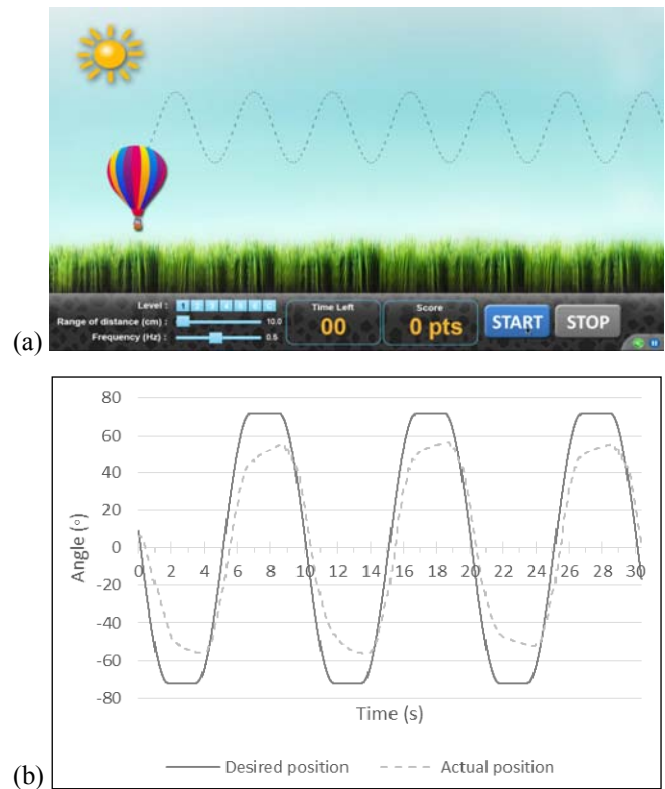 Level : 1 2 3 4 5 6
Range of distance (cm) : 10.0
Frequency (Hz) : 0.5
Time Left
00
Score
0 pts
START
STOP
(a)
80
60
40
20
0
-20
-40
-60
-80
Angle (°)
0 2 4 6 8 10 12 14 16 18 20 22 24 26 28 30
Time (s)
Desired position
Actual position
(b)